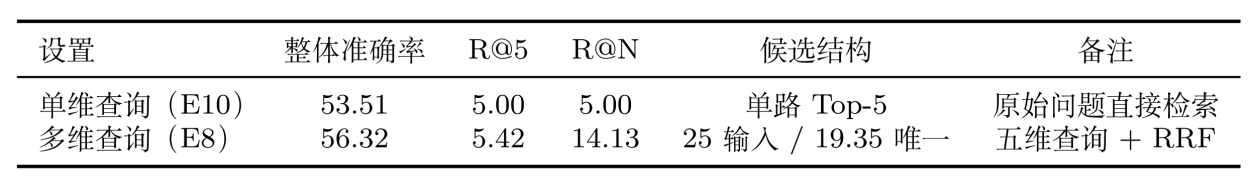 设置 整体准确率 R@5 R@N 候选结构 备注
单维查询（E10） 53.51 5.00 5.00 单路 Top-5 原始问题直接检索
多维查询（E8） 56.32 5.42 14.13 25 输入 / 19.35 唯一 五维查询 + RRF